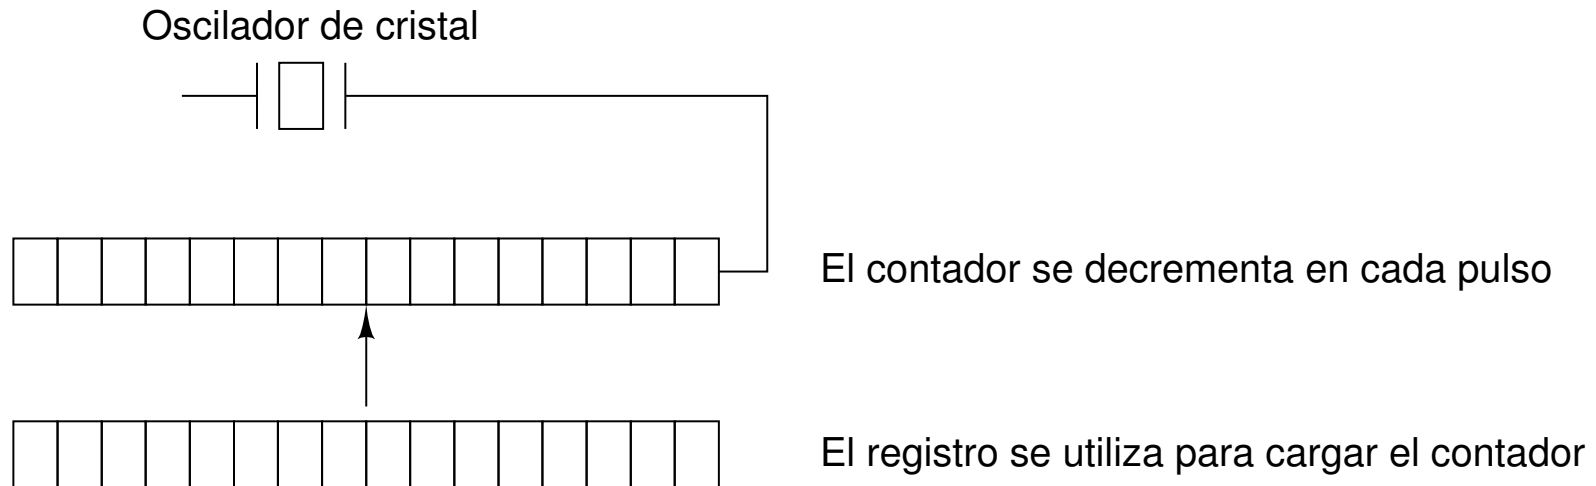 Oscilador de cristal
El contador se decrementa en cada pulso
El registro se utiliza para cargar el contador